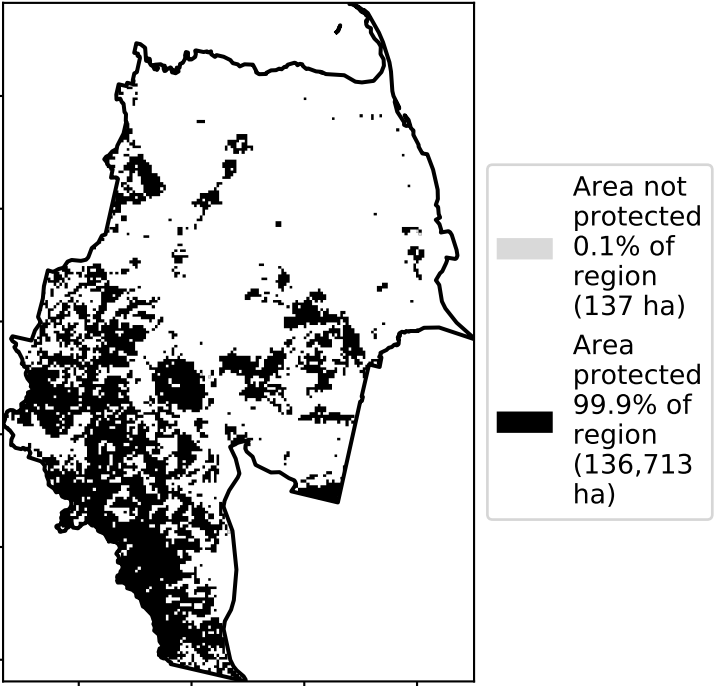 Area not
protected
0.1% of
region
(137 ha)
Area
protected
99.9% of
region
(136,713
ha)